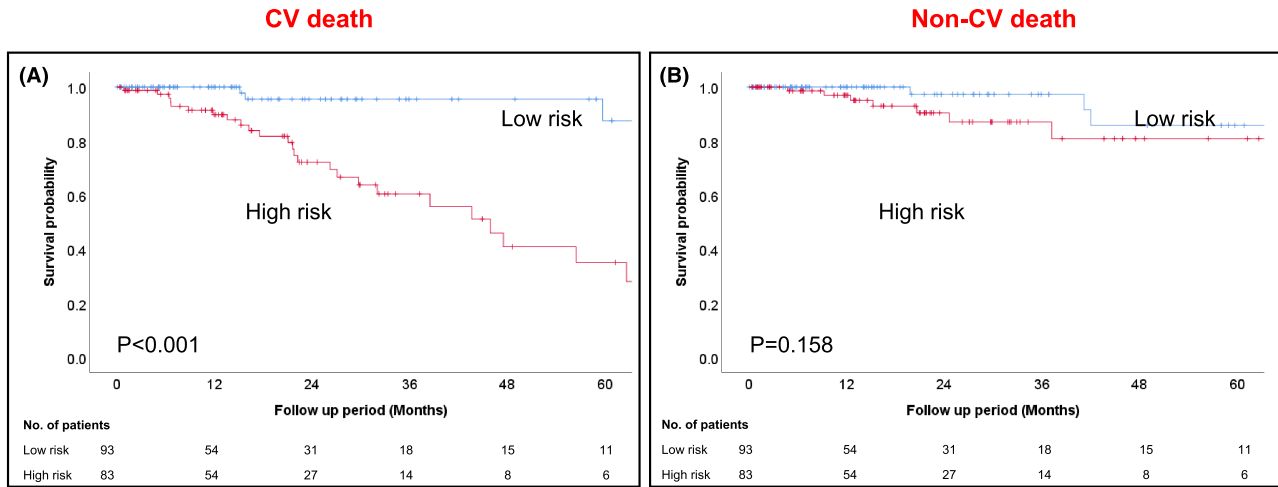 CV death
Non-CV death
(A)
1.0
0.8
0.6
0.4
0.2
0.0
Survival probability
Low risk
High risk
P<0.001
0 12 24 36 48 60
Follow up period (Months)
No. of patients
Low risk 93 54 31 18 15 11
High risk 83 54 27 14 8 6
(B)
1.0
0.8
0.6
0.4
0.2
0.0
Survival probability
Low risk
High risk
P=0.158
0 12 24 36 48 60
Follow up period (Months)
No. of patients
Low risk 93 54 31 18 15 11
High risk 83 54 27 14 8 6